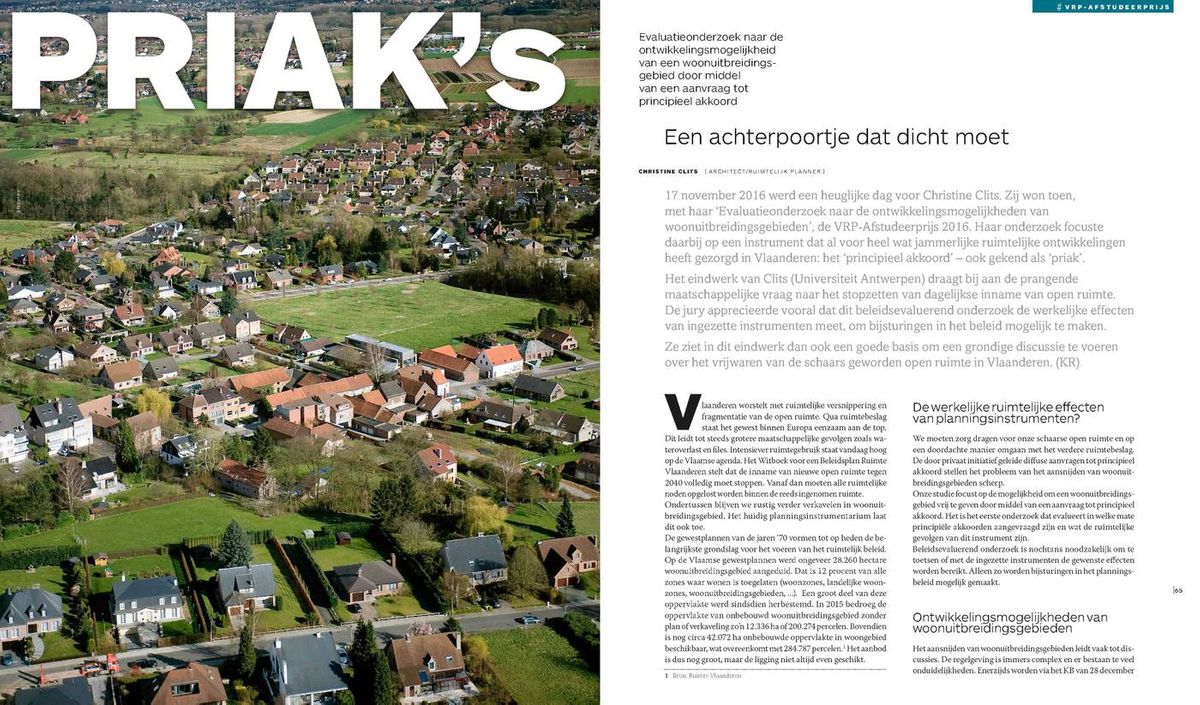 PRIAK's
# VRP-AFSTUDEERPRIJS
Evaluatieonderzoek naar de
ontwikkelingsmogelijkheid
van een woonuitbreidings-
gebied door middel
van een aanvraag tot
principieel akkoord
Een achterpoortje dat dicht moet
CHRISTINE CLITS [ARCHITECT/RUIMTELIJK PLANNER]
17 november 2016 werd een heuglijke dag voor Christine Clits. Zij won toen,
met haar ‘Evaluatieonderzoek naar de ontwikkelingsmogelijkheden van
woonuitbreidingsgebieden’, de VRP-Afstudeerprijs 2016. Haar onderzoek focuste
daarbij op een instrument dat al voor heel wat jammerlijke ruimtelijke ontwikkelingen
heeft gezorgd in Vlaanderen: het ‘principieel akkoord’ – ook gekend als ‘priak’.
Het eindwerk van Clits (Universiteit Antwerpen) draagt bij aan de prangende
maatschappelijke vraag naar het stopzetten van dagelijkse inname van open ruimte.
De jury apprecieerde vooral dat dit beleidsevaluerend onderzoek de werkelijke effecten
van ingezette instrumenten meet, om bijsturingen in het beleid mogelijk te maken.
Ze ziet in dit eindwerk dan ook een goede basis om een grondige discussie te voeren
over het vrijwaren van de schaars geworden open ruimte in Vlaanderen. (KR)
Vlaanderen worstelt met ruimtelijke versnippering en
fragmentatie van de open ruimte. Qua ruimtebeslag
staat het gewest binnen Europa eenzaam aan de top.
Dit leidt tot steeds grotere maatschappelijke gevolgen zoals wa-
teroverlast en files. Intensiever ruimtegebruik staat vandaag hoog
op de Vlaamse agenda. Het Witboek voor een Beleidsplan Ruimte
Vlaanderen stelt dat de inname van nieuwe open ruimte tegen
2040 volledig moet stoppen. Vanaf dan moeten alle ruimtelijke
noden opgelost worden binnen de reeds ingenomen ruimte.
Ondertussen blijven we rustig verder verkavelen in woonuit-
breidingsgebied. Het huidig planningsinstrumentarium laat
dit ook toe.
De gewestplannen van de jaren ’70 vormen tot op heden de be-
langrijkste grondslag voor het voeren van het ruimtelijk beleid.
Op de Vlaamse gewestplannen werd ongeveer 28.260 hectare
woonuitbreidingsgebied aangeduid. Dat is 12 procent van alle
zones waar wonen is toegelaten (woonzones, landelijke woon-
zones, woonuitbreidingsgebieden, ...). Een groot deel van deze
oppervlakte werd sindsdien herbestemd. In 2015 bedroeg de
oppervlakte van onbebouwd woonuitbreidingsgebied zonder
plan of verkaveling zo’n 12.336 ha of 200.274 percelen. Bovendien
is nog circa 42.072 ha onbebouwde oppervlakte in woongebied
beschikbaar, wat overeenkomt met 284.787 percelen.1 Het aanbod
is dus nog groot, maar de ligging niet altijd even geschikt.
1 Bron: Ruimte Vlaanderen
De werkelijke ruimtelijke effecten
van planningsinstrumenten?
We moeten zorg dragen voor onze schaarse open ruimte en op
een doordachte manier omgaan met het verdere ruimtebeslag.
De door privaat initiatief geleide diffuse aanvragen tot principieel
akkoord stellen het probleem van het aansnijden van woonuit-
breidingsgebieden scherp.
Onze studie focust op de mogelijkheid om een woonuitbreidings-
gebied vrij te geven door middel van een aanvraag tot principieel
akkoord. Het is het eerste onderzoek dat evalueert in welke mate
principiële akkoorden aangevraagd zijn en wat de ruimtelijke
gevolgen van dit instrument zijn.
Beleidsevaluerend onderzoek is nochtans noodzakelijk om te
toetsen of met de ingezette instrumenten de gewenste effecten
worden bereikt. Alleen zo worden bijsturingen in het plannings-
beleid mogelijk gemaakt.
Ontwikkelingsmogelijkheden van
woonuitbreidingsgebieden
Het aansnijden van woonuitbreidingsgebieden leidt vaak tot dis-
cussies. De regelgeving is immers complex en er bestaan te veel
onduidelijkheden. Enerzijds worden via het KB van 28 december
|65